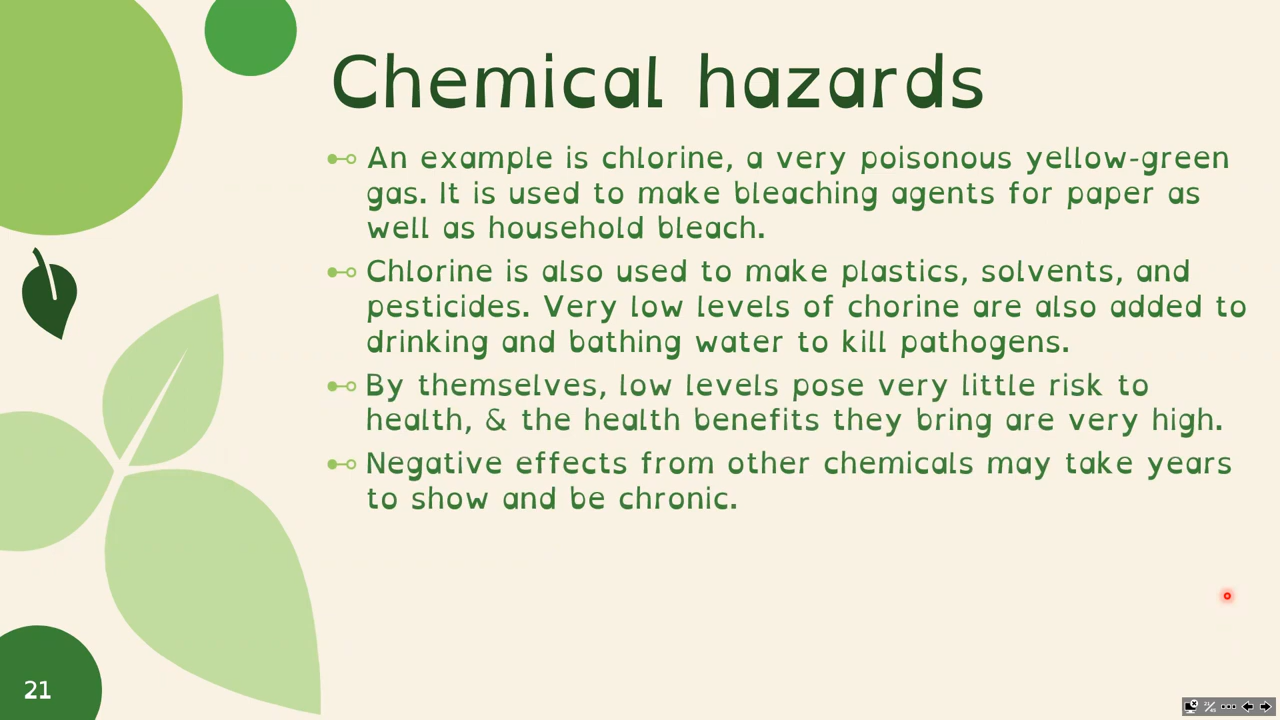 Chemical hazards
An example is chlorine, a very poisonous yellow-green
gas. It is used to make bleaching agents for paper as
well as household bleach.
Chlorine is also used to make plastics, solvents, and
pesticides. Very low levels of chorine are also added to
drinking and bathing water to kill pathogens.
By themselves, low levels pose very little risk to
health, & the health benefits they bring are very high.
Negative effects from other chemicals may take years
to show and be chronic.
21